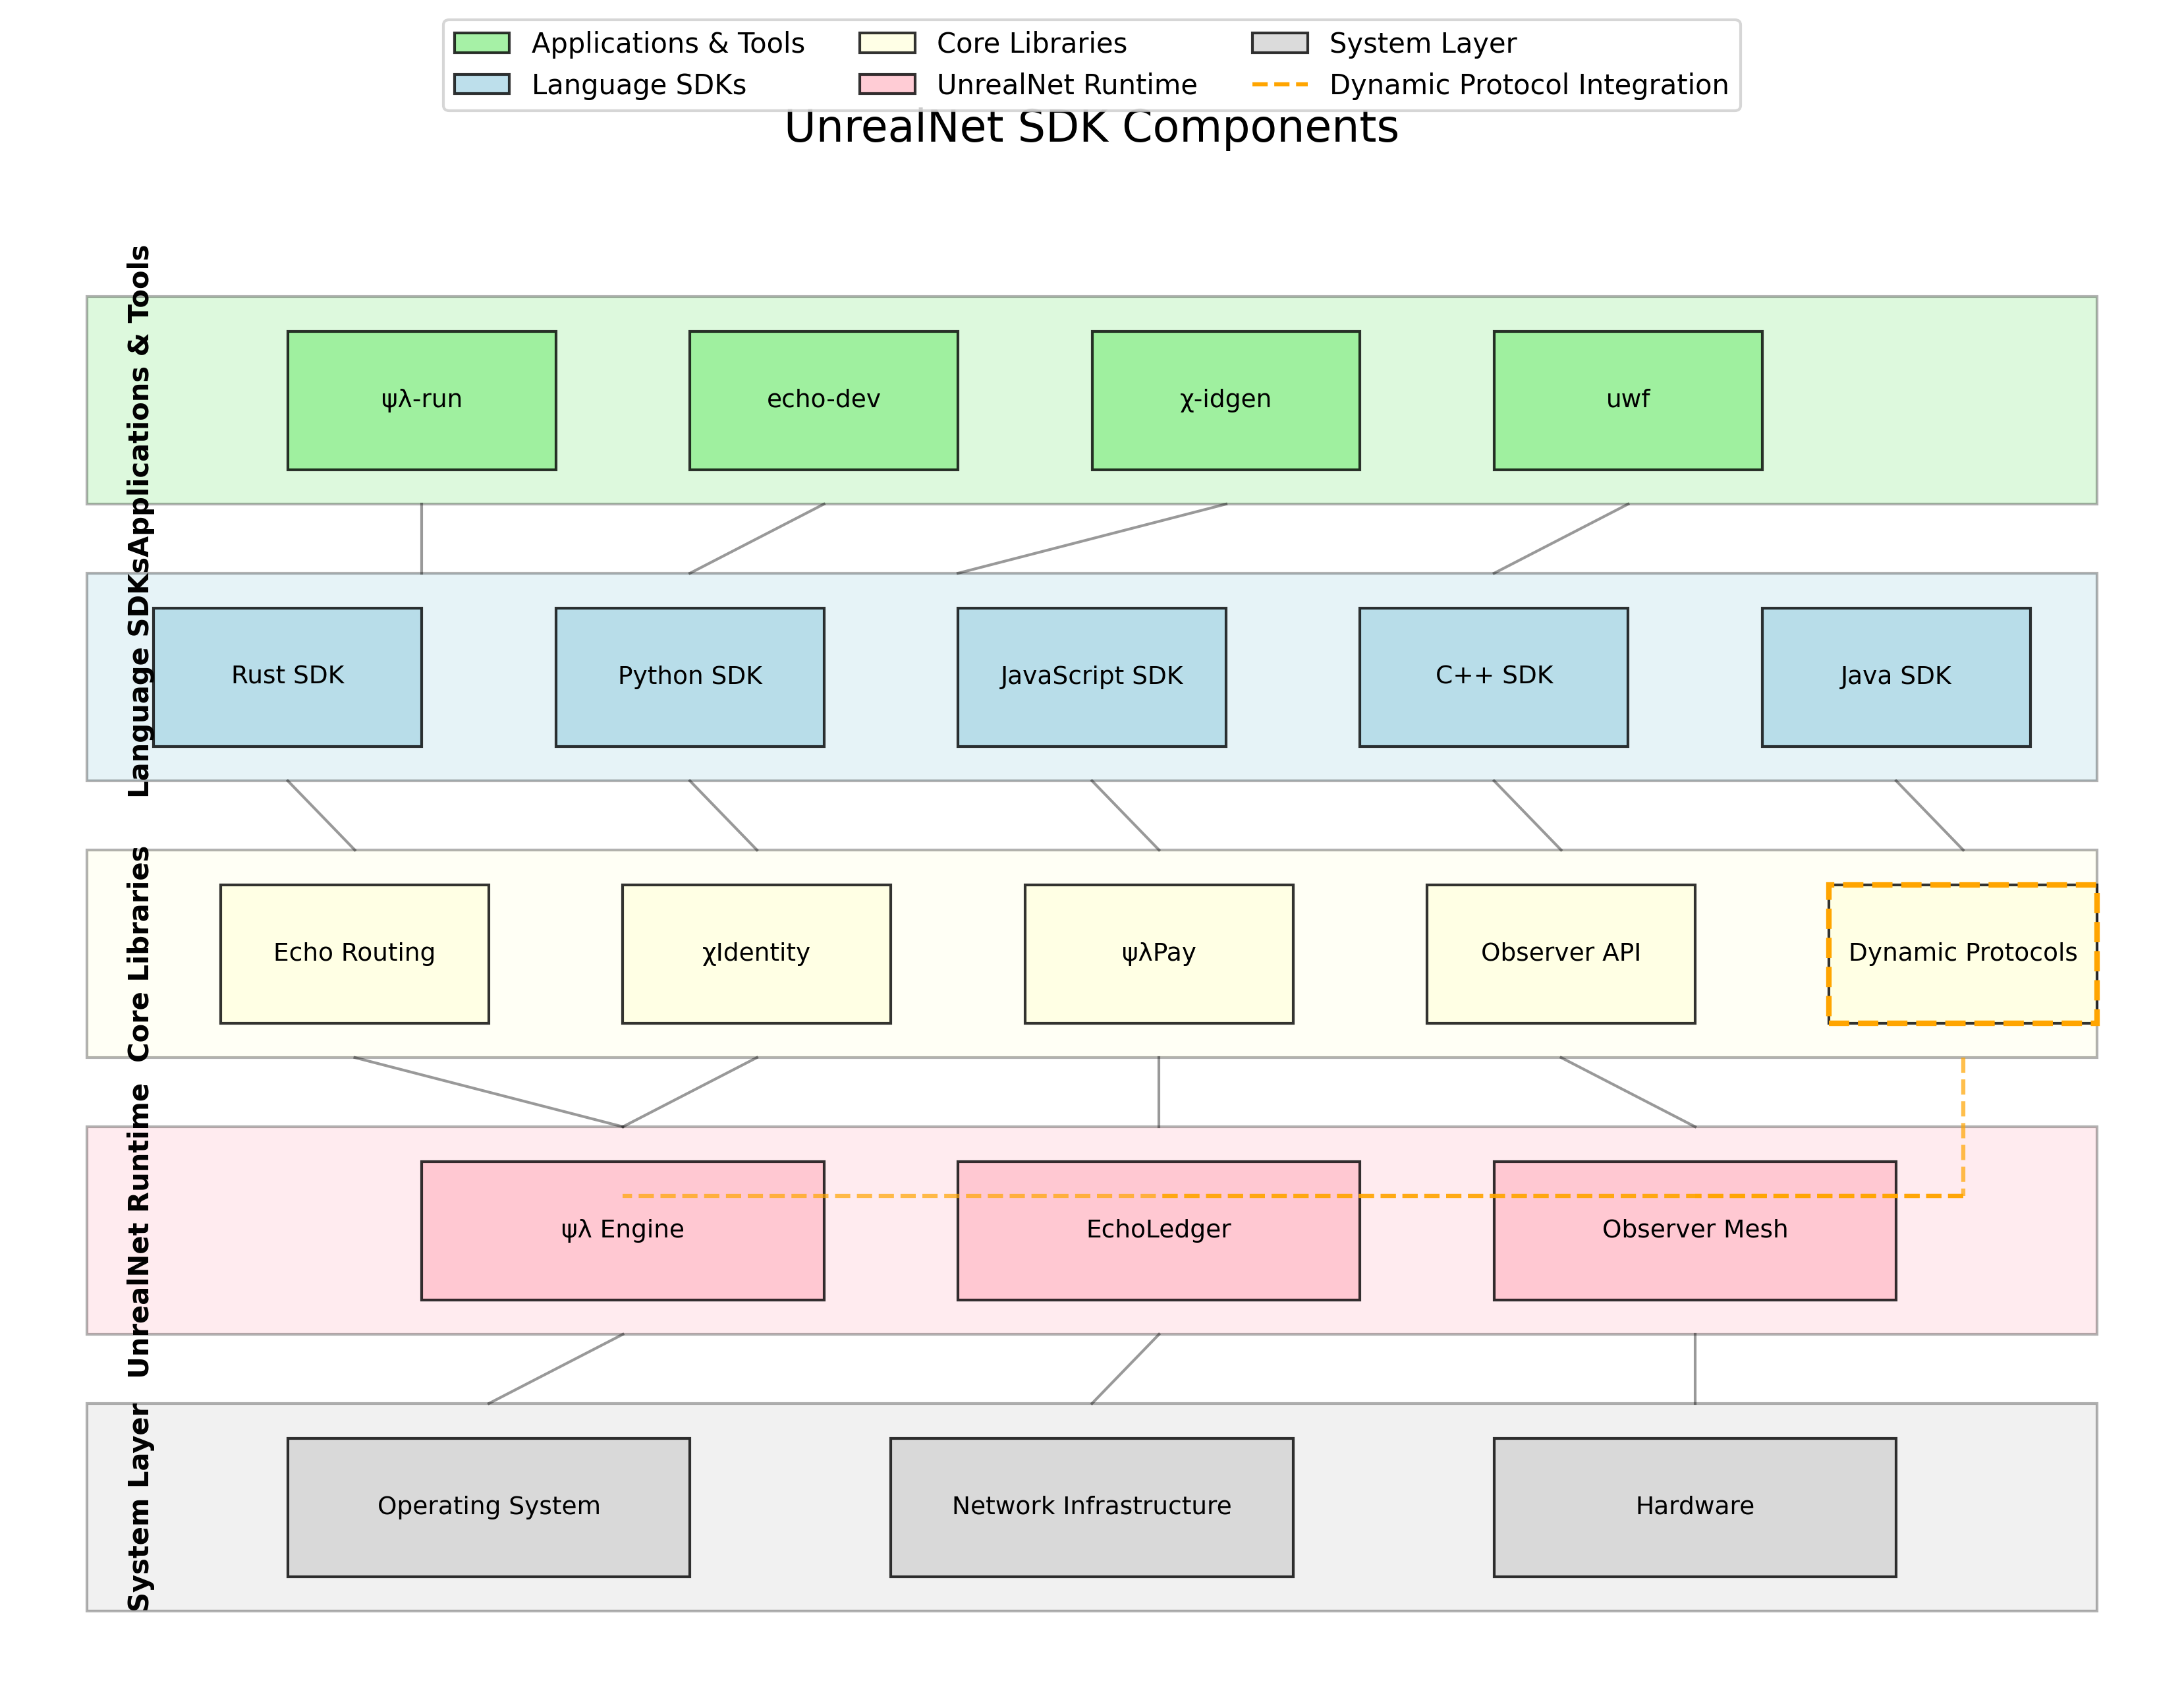 Applications & Tools
Language SDKs
Core Libraries
UnrealNet Runtime
System Layer
Dynamic Protocol Integration
UnrealNet SDK Components
Applications & Tools
ψλ-run
echo-dev
χ-idgen
uwf
Language SDKs
Rust SDK
Python SDK
JavaScript SDK
C++ SDK
Java SDK
Core Libraries
Echo Routing
χIdentity
ψλPay
Observer API
Dynamic Protocols
UnrealNet Runtime
ψλ Engine
EchoLedger
Observer Mesh
System Layer
Operating System
Network Infrastructure
Hardware